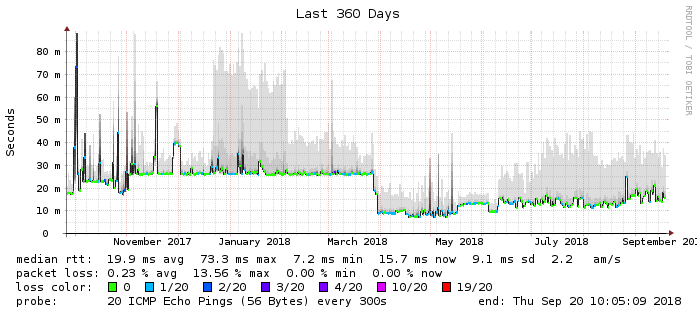 Last 360 Days
RRDTOOL / TOBI OETIKER
Seconds
80 m
70 m
60 m
50 m
40 m
30 m
20 m
10 m
0
November 2017 January 2018 March 2018 May 2018 July 2018 September 201
median rtt: 19.9 ms avg 73.3 ms max 7.2 ms min 15.7 ms now 9.1 ms sd 2.2 am/s
packet loss: 0.23 % avg 13.56 % max 0.00 % min 0.00 % now
loss color: 0 1/20 2/20 3/20 4/20 10/20 19/20
probe: 20 ICMP Echo Pings (56 Bytes) every 300s end: Thu Sep 20 10:05:09 2018